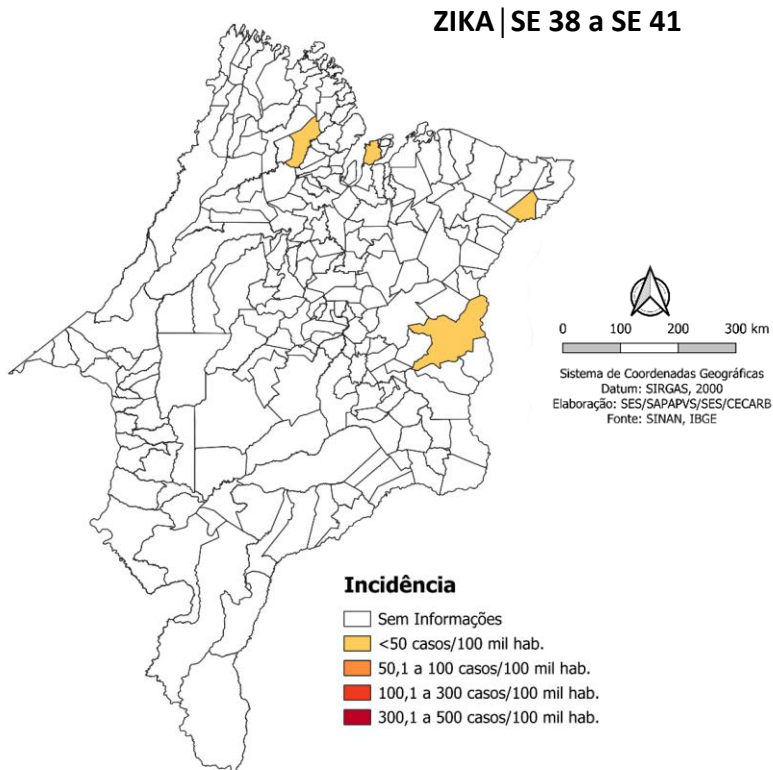 ZIKA | SE 38 a SE 41
0 100 200 300 km
Sistema de Coordenadas Geográficas
Datum: SIRGAS, 2000
Elaboração: SES/SAPAPVS/SES/CECARB
Fonte: SINAN, IBGE
Incidência
Sem Informações
<50 casos/100 mil hab.
50,1 a 100 casos/100 mil hab.
100,1 a 300 casos/100 mil hab.
300,1 a 500 casos/100 mil hab.